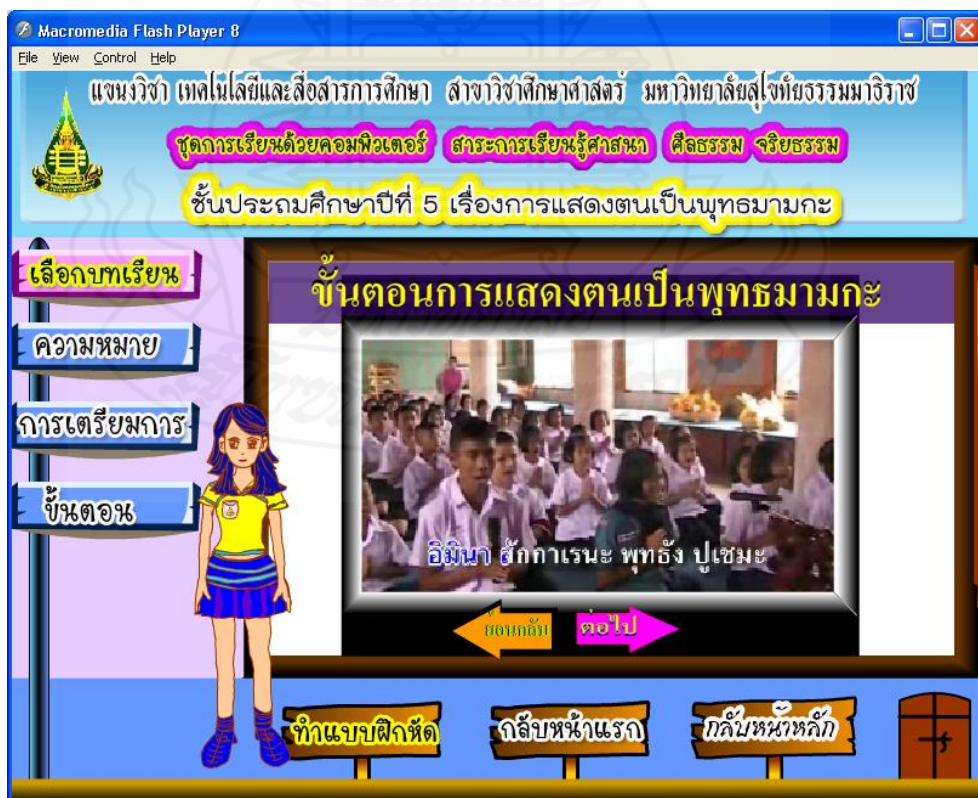 Macromedia Flash Player 8
File View Control Help
แขนงวิชา เทคโนโลยีและสื่อสารการศึกษา สาขาวิชาศึกษาศาสตร์ มหาวิทยาลัยสุโขทัยธรรมาธิราช
ชุดการเรียนด้วยคอมพิวเตอร์ สาระการเรียนรู้ศาสนา ศีลธรรม จริยธรรม
ชั้นประถมศึกษาปีที่ 5 เรื่องการแสดงตนเป็นพุทธมามกะ
เลือกบทเรียน
ความหมาย
การเตรียมการ
ขั้นตอน
ขั้นตอนการแสดงตนเป็นพุทธมามกะ
อิมินา สักกาเรนะ พุทธัง ปูเชมะ
ย้อนกลับ ต่อไป
ทำแบบฝึกหัด กลับหน้าแรก กลับหน้าหลัก